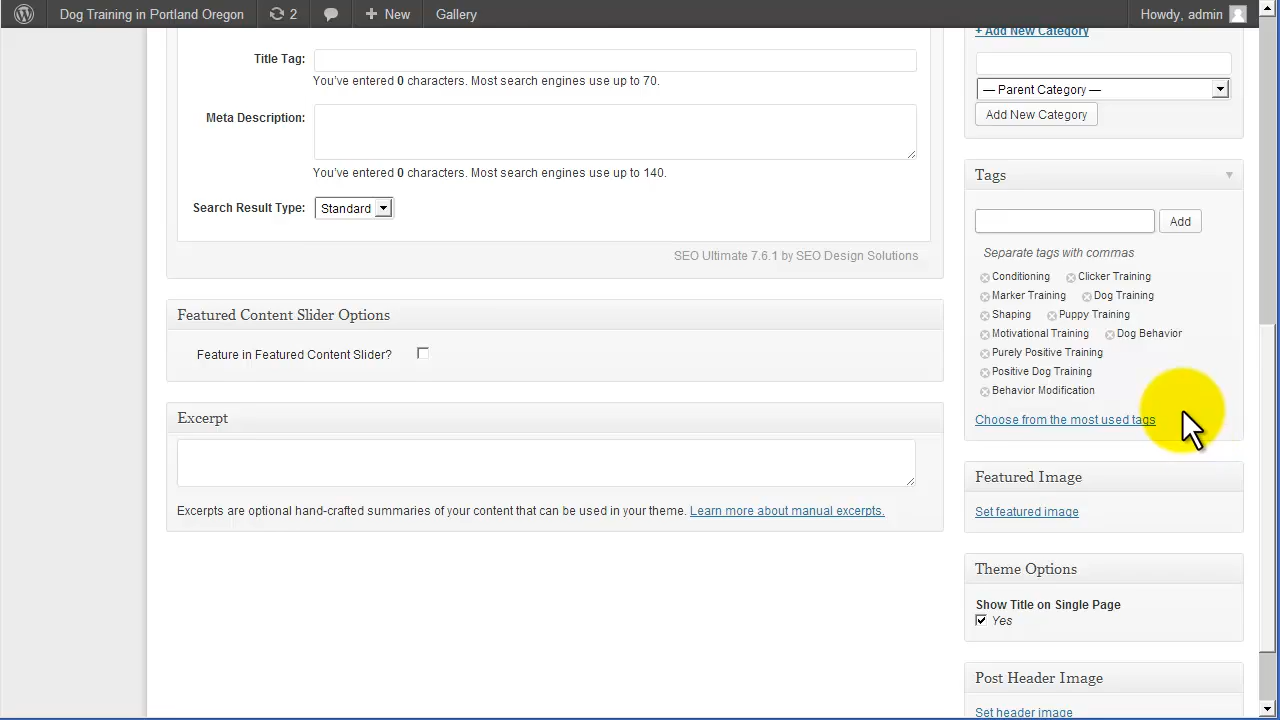 Dog Training in Portland Oregon 2 New Gallery Howdy, admin
Title Tag:
You've entered 0 characters. Most search engines use up to 70.
Meta Description:
You've entered 0 characters. Most search engines use up to 140.
Search Result Type: Standard
SEO Ultimate 7.6.1 by SEO Design Solutions
Featured Content Slider Options
Feature in Featured Content Slider?
Excerpt
Excerpts are optional hand-crafted summaries of your content that can be used in your theme. Learn more about manual excerpts.
+ Add New Category
— Parent Category —
Add New Category
Tags
Add
Separate tags with commas
Conditioning Clicker Training
Marker Training Dog Training
Shaping Puppy Training
Motivational Training Dog Behavior
Purely Positive Training
Positive Dog Training
Behavior Modification
Choose from the most used tags
Featured Image
Set featured image
Theme Options
Show Title on Single Page
Yes
Post Header Image
Set header image